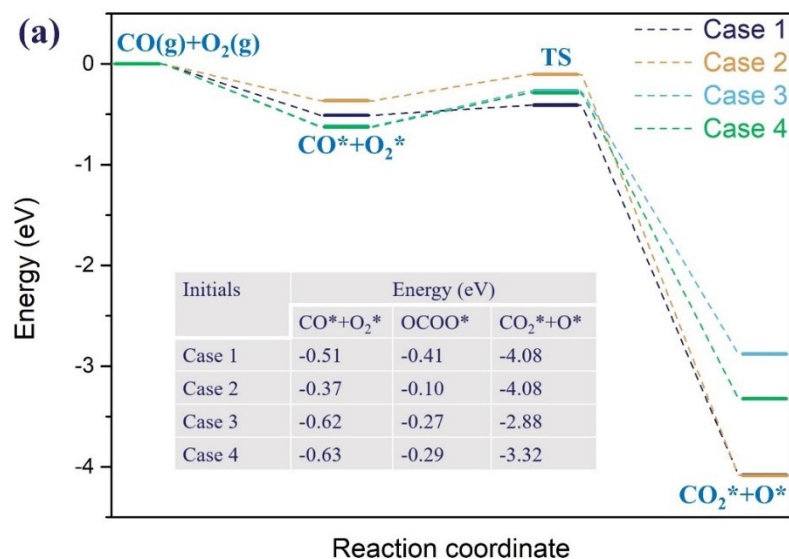 (a)
CO(g)+O₂(g)
TS
CO*+O₂*
CO₂*+O*
Case 1
Case 2
Case 3
Case 4
Energy (eV)
0
-1
-2
-3
-4
Initials Energy (eV)
CO*+O₂* OCOO* CO₂*+O*
Case 1 -0.51 -0.41 -4.08
Case 2 -0.37 -0.10 -4.08
Case 3 -0.62 -0.27 -2.88
Case 4 -0.63 -0.29 -3.32
Reaction coordinate